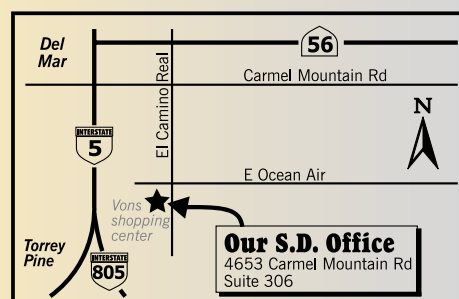 Del
Mar
56
El Camino Real
Carmel Mountain Rd
N
INTERSTATE
5
E Ocean Air
Vons
shopping
center
Torrey
Pine
INTERSTATE
805
Our S.D. Office
4653 Carmel Mountain Rd
Suite 306